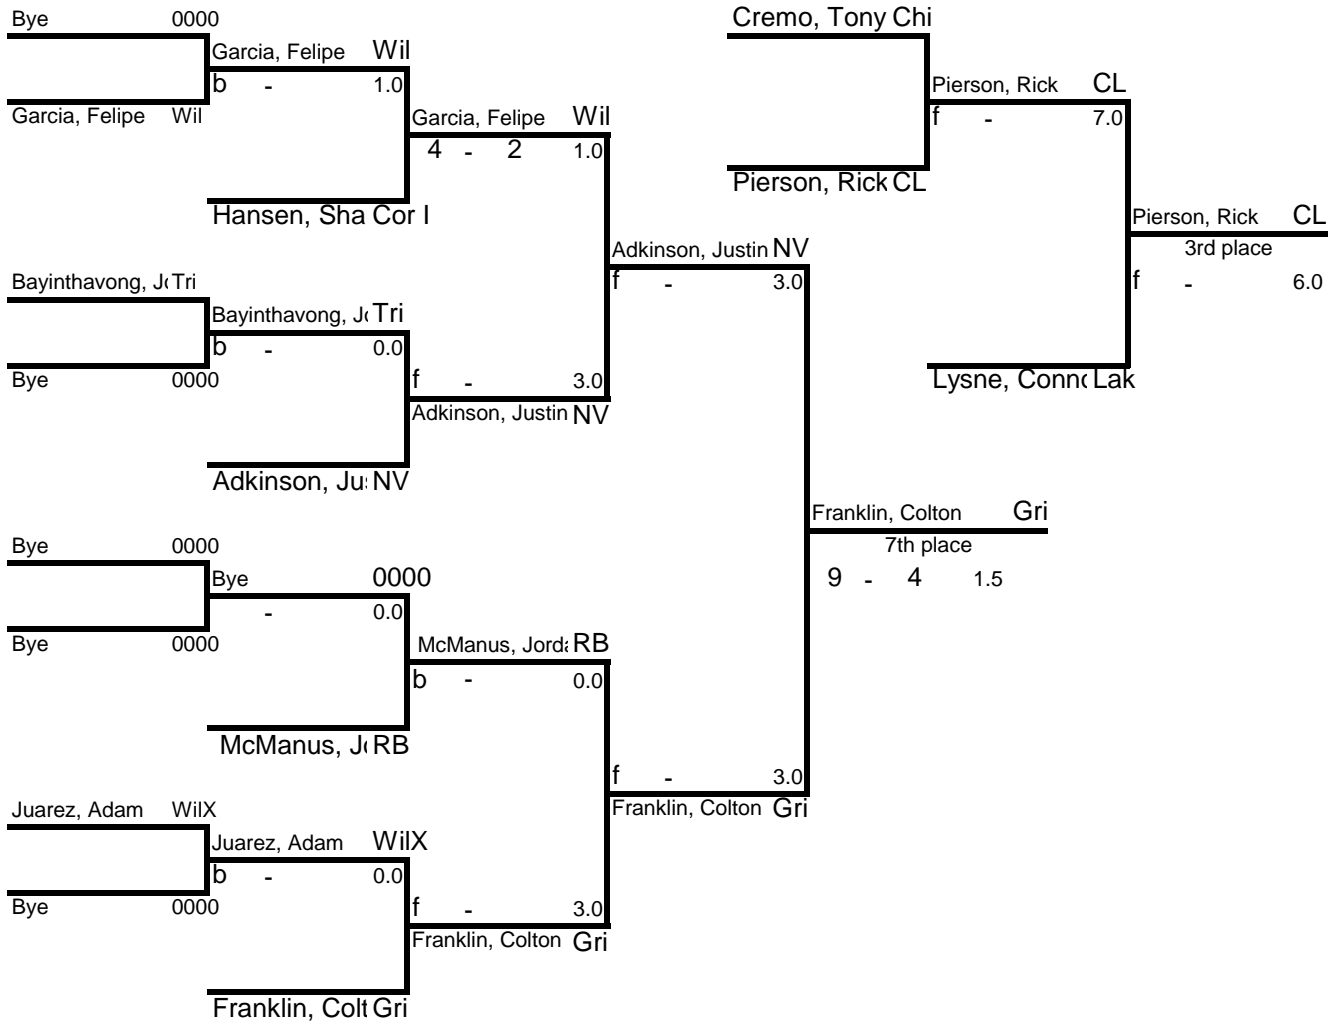 Bye 0000
Garcia, Felipe Wil
b - 1.0
Garcia, Felipe Wil
Garcia, Felipe Wil
4 - 2 1.0
Hansen, Sha Cor I
Bayinthavong, Jo Tri
Bayinthavong, Jo Tri
b - 0.0
Bye 0000
f - 3.0
Adkinson, Justin NV
Adkinson, Jus NV
Adkinson, Justin NV
f - 3.0
Bye 0000
Bye 0000
- 0.0
Bye 0000
McManus, Jorda RB
b - 0.0
McManus, Jo RB
Juarez, Adam WilX
Juarez, Adam WilX
b - 0.0
Bye 0000
f - 3.0
Franklin, Colton Gri
Franklin, Colt Gri
f - 3.0
Franklin, Colton Gri
Franklin, Colton Gri
7th place
9 - 4 1.5
Cremo, Tony Chi
Pierson, Rick CL
f - 7.0
Pierson, Rick CL
Pierson, Rick CL
3rd place
f - 6.0
Lysne, Conno Lak